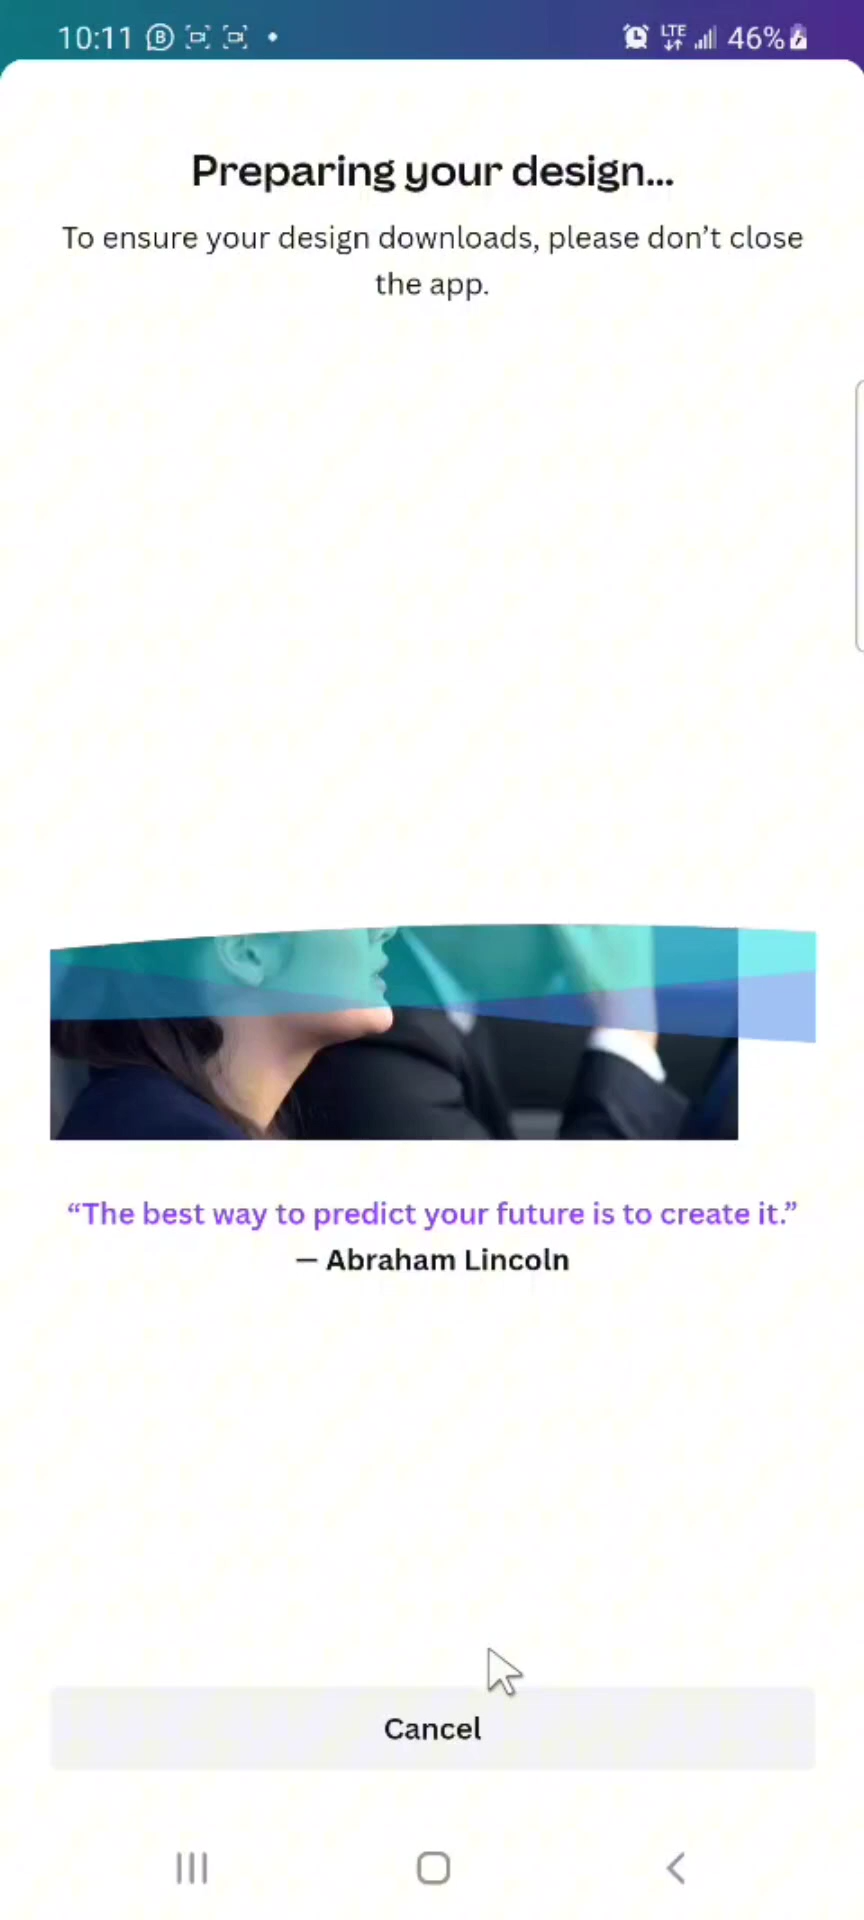 10:11 LTE 46%
Preparing your design...
To ensure your design downloads, please don’t close
the app.
“The best way to predict your future is to create it.”
— Abraham Lincoln
Cancel